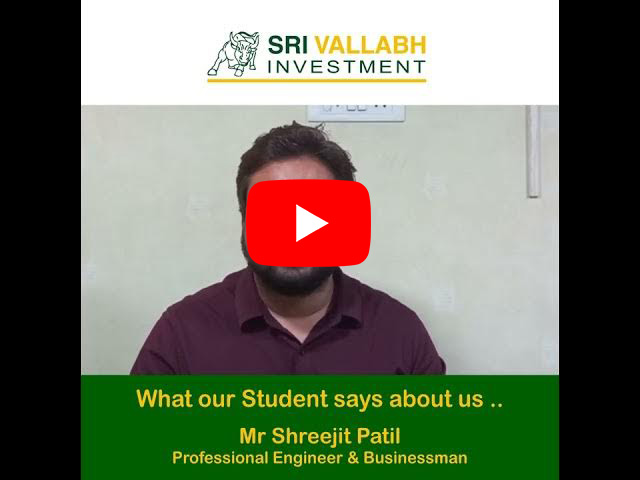 SRI VALLABH
INVESTMENT
What our Student says about us ..
Mr Shreejit Patil
Professional Engineer & Businessman